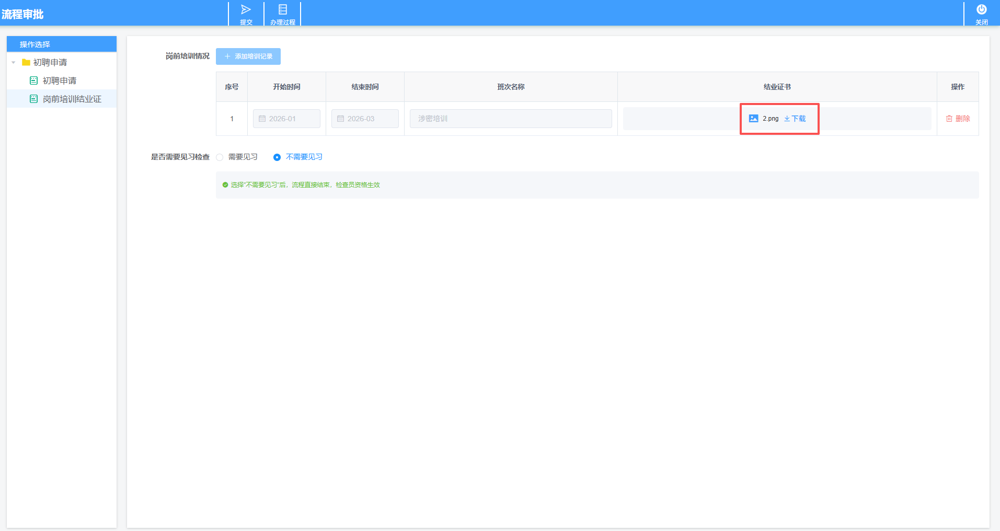 流程审批
提交
办理过程
关闭
操作选择
初聘申请
初聘申请
岗前培训结业证
岗前培训情况
添加培训记录
序号 开始时间 结束时间 班次名称 结业证书 操作
1 2026-01 2026-03 涉密培训 2.png 下载 删除
是否需要见习检查 需要见习 不需要见习
选择"不需要见习"后，流程直接结束，检查员资格生效